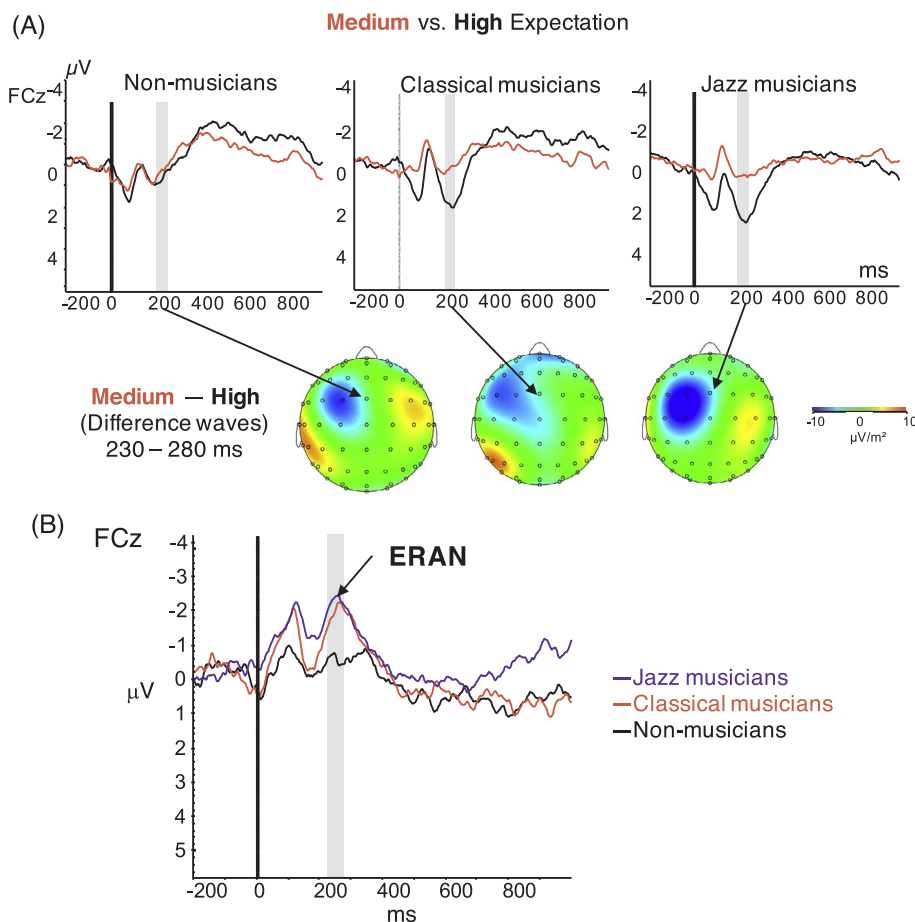 (A)
Medium vs. High Expectation
µV
FCz
Non-musicians
Classical musicians
Jazz musicians
-4
-2
0
2
4
-4
-2
0
2
4
-4
-2
0
2
4
ms
-200 0 200 400 600 800
-200 0 200 400 600 800
-200 0 200 400 600 800
Medium — High
(Difference waves)
230 – 280 ms
-10 0 10
µV/m²
(B)
FCz
ERAN
-4
-3
-2
-1
0
1
2
3
4
5
µV
Jazz musicians
Classical musicians
Non-musicians
-200 0 200 400 600 800
ms